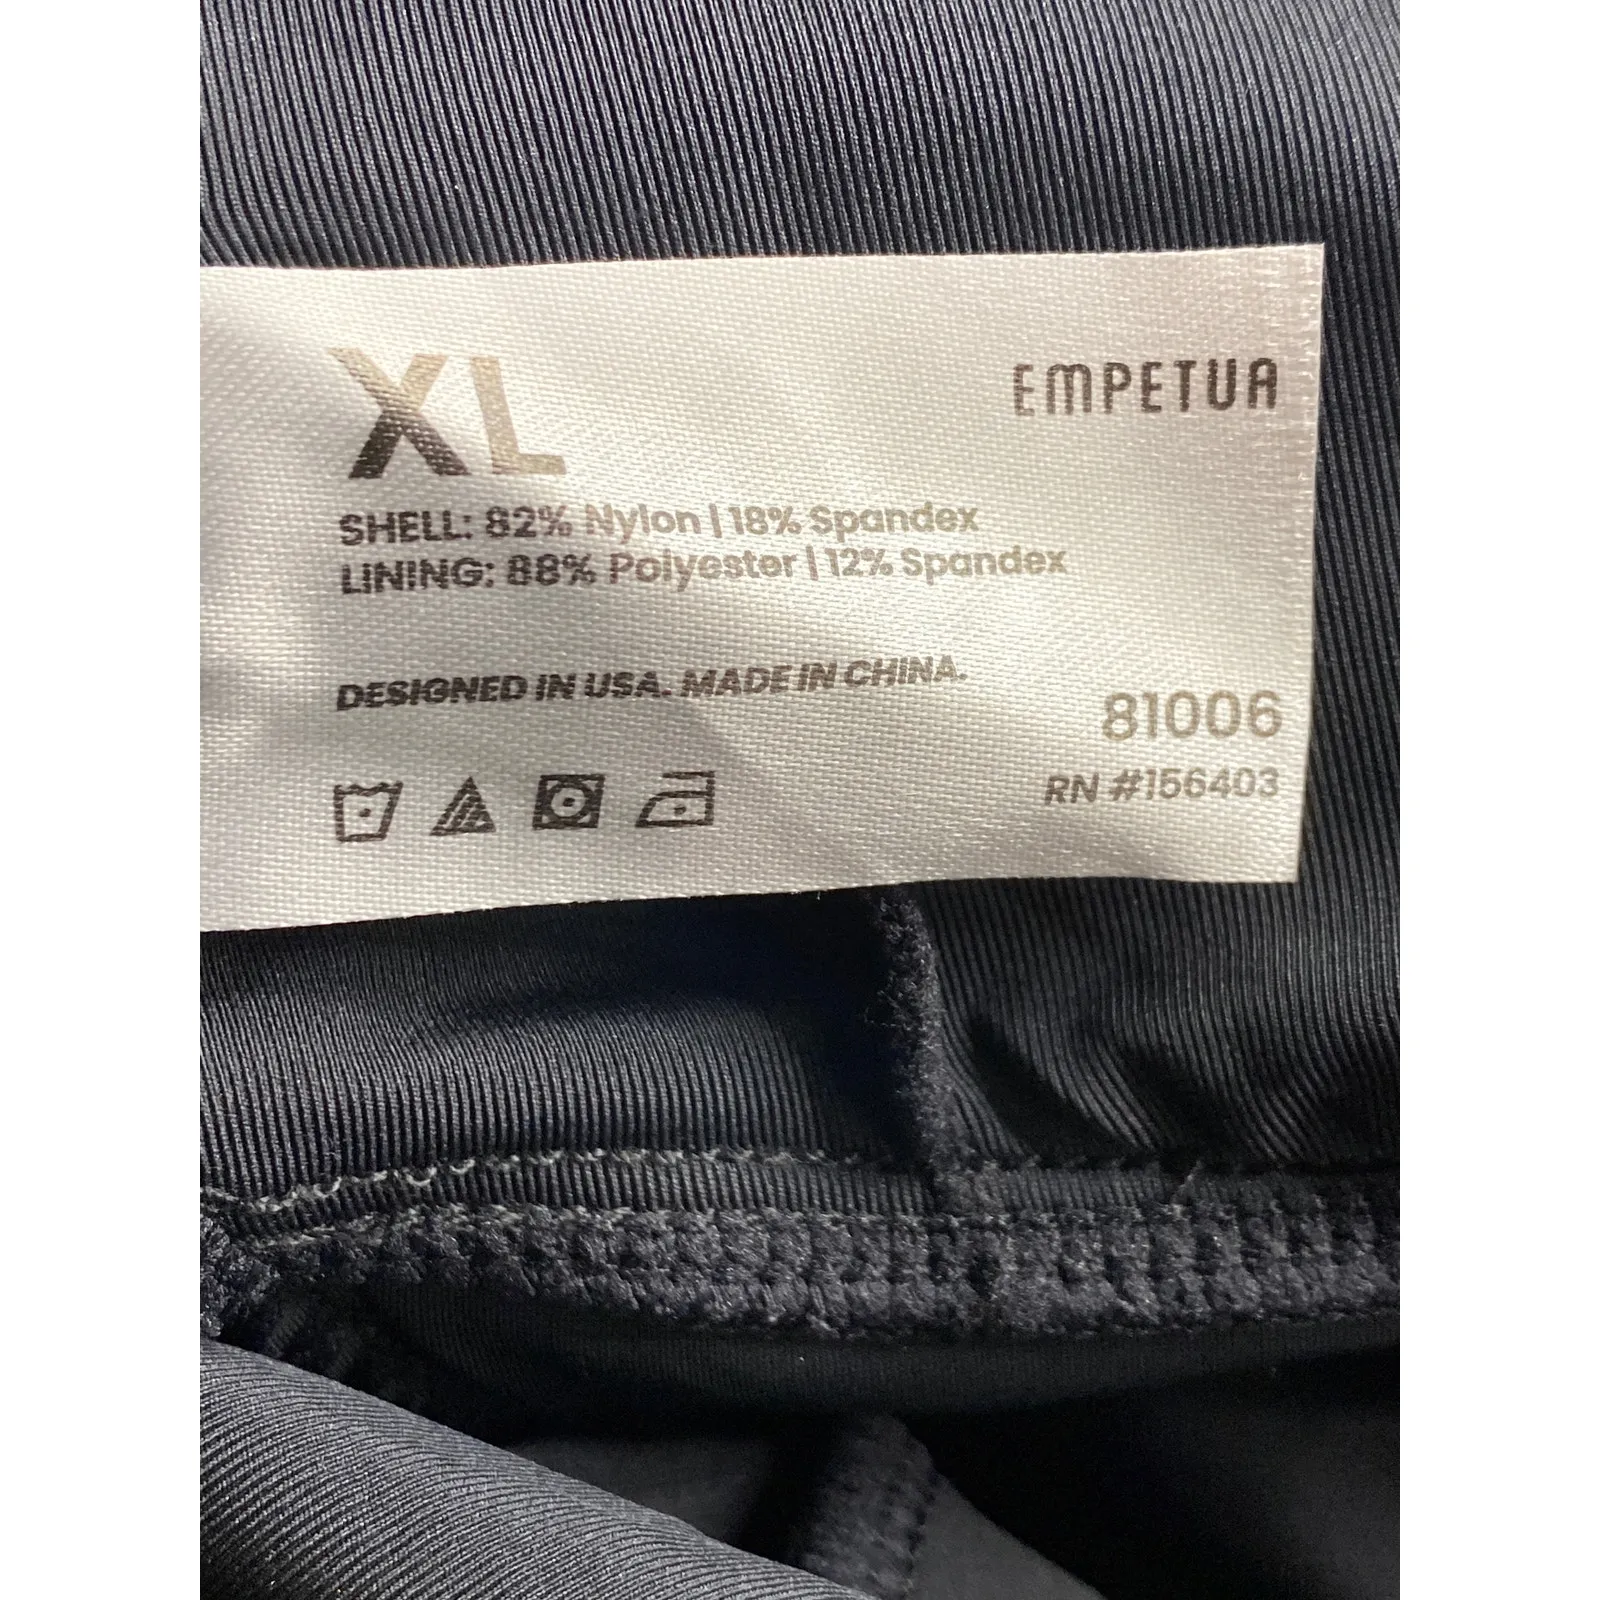 XL
EMPETUA
SHELL: 82% Nylon | 18% Spandex
LINING: 88% Polyester | 12% Spandex
DESIGNED IN USA. MADE IN CHINA.
81006
RN #156403